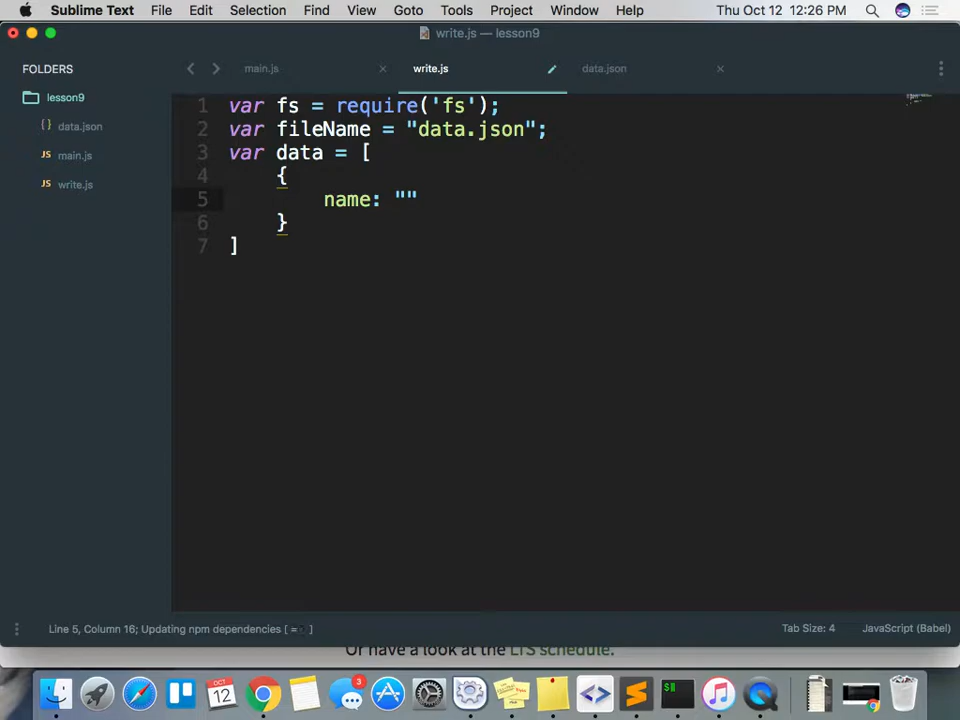 Sublime Text File Edit Selection Find View Goto Tools Project Window Help Thu Oct 12 12:26 PM
write.js — lesson9
FOLDERS
lesson9
data.json
main.js
write.js
main.js write.js data.json
1 var fs = require('fs');
2 var fileName = "data.json";
3 var data = [
4 {
5 name: ""
6 }
7 ]
Line 5, Column 16; Updating npm dependencies [ = ] Tab Size: 4 JavaScript (Babel)
Or have a look at the LTS schedule.
OCT
12
3